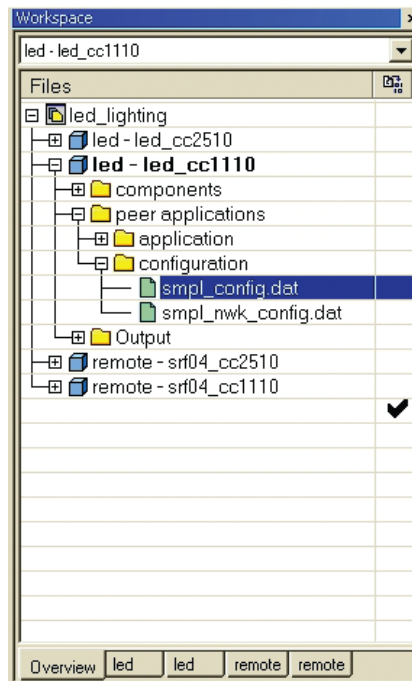 Workspace
led - led_cc1110
Files
led_lighting
led - led_cc2510
led - led_cc1110
components
peer applications
application
configuration
smpl_config.dat
smpl_nwk_config.dat
Output
remote - srf04_cc2510
remote - srf04_cc1110
Overview led led remote remote